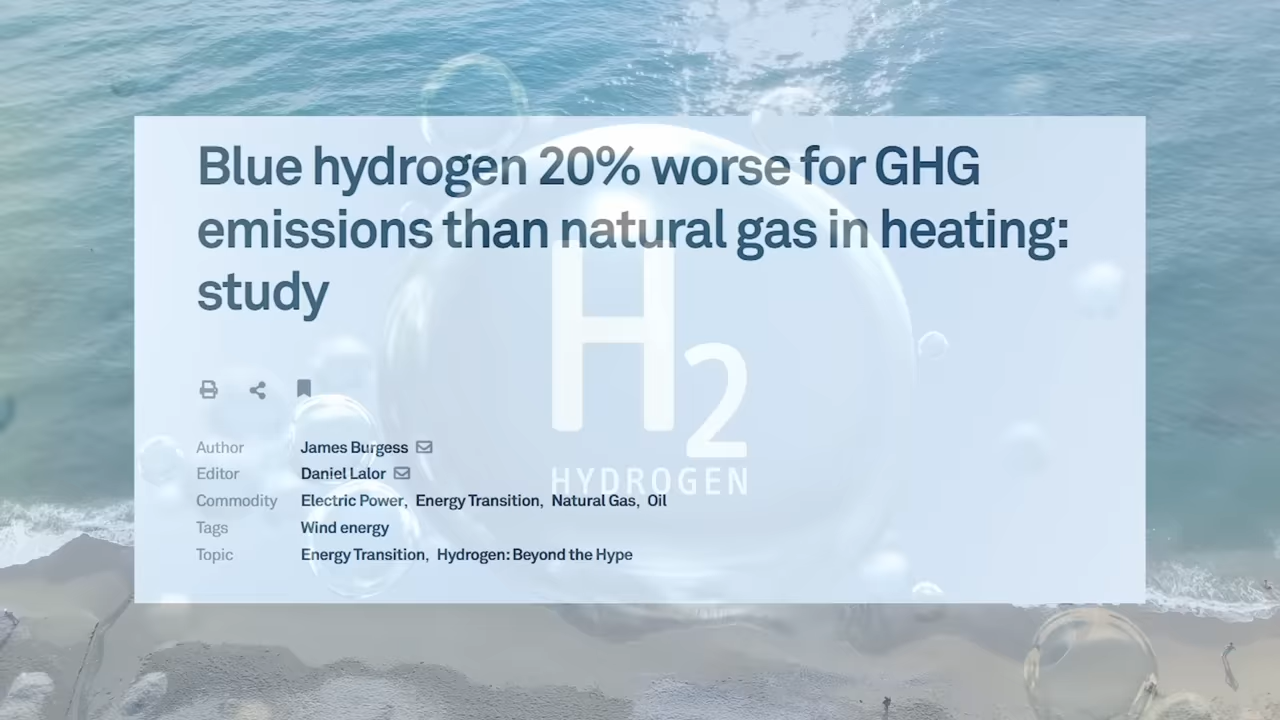 Blue hydrogen 20% worse for GHG
emissions than natural gas in heating:
study
H2
HYDROGEN
Author James Burgess
Editor Daniel Lalor
Commodity Electric Power, Energy Transition, Natural Gas, Oil
Tags Wind energy
Topic Energy Transition, Hydrogen: Beyond the Hype